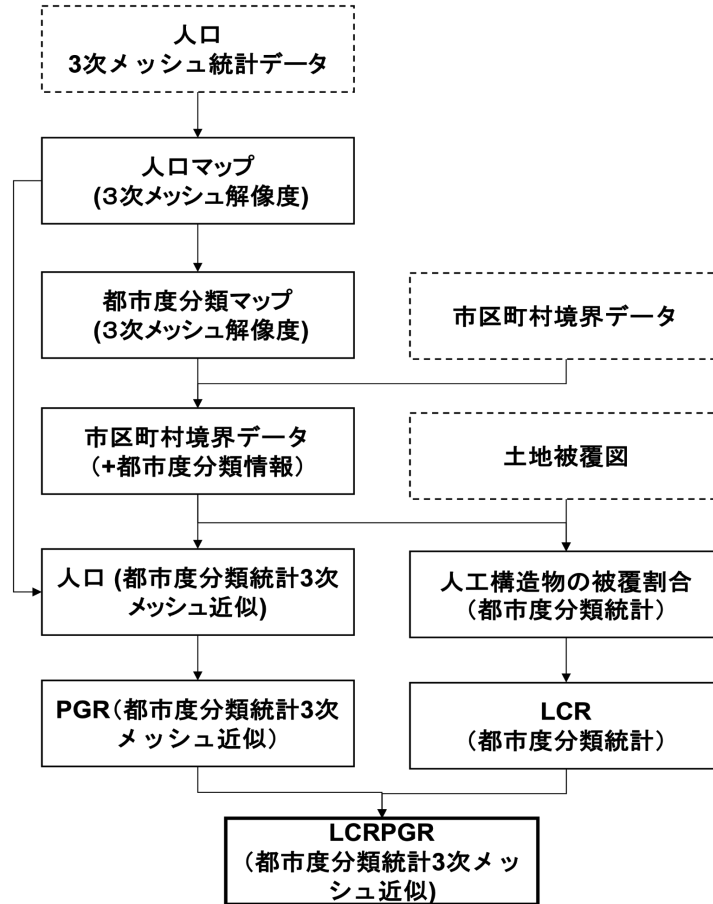 人口
3次メッシュ統計データ
人口マップ
(3次メッシュ解像度)
都市度分類マップ
(3次メッシュ解像度)
市区町村境界データ
市区町村境界データ
(+都市度分類情報)
土地被覆図
人口 (都市度分類統計3次
メッシュ近似)
人工構造物の被覆割合
(都市度分類統計)
PGR(都市度分類統計3次
メッシュ近似)
LCR
(都市度分類統計)
LCRPGR
(都市度分類統計3次メッ
シュ近似)